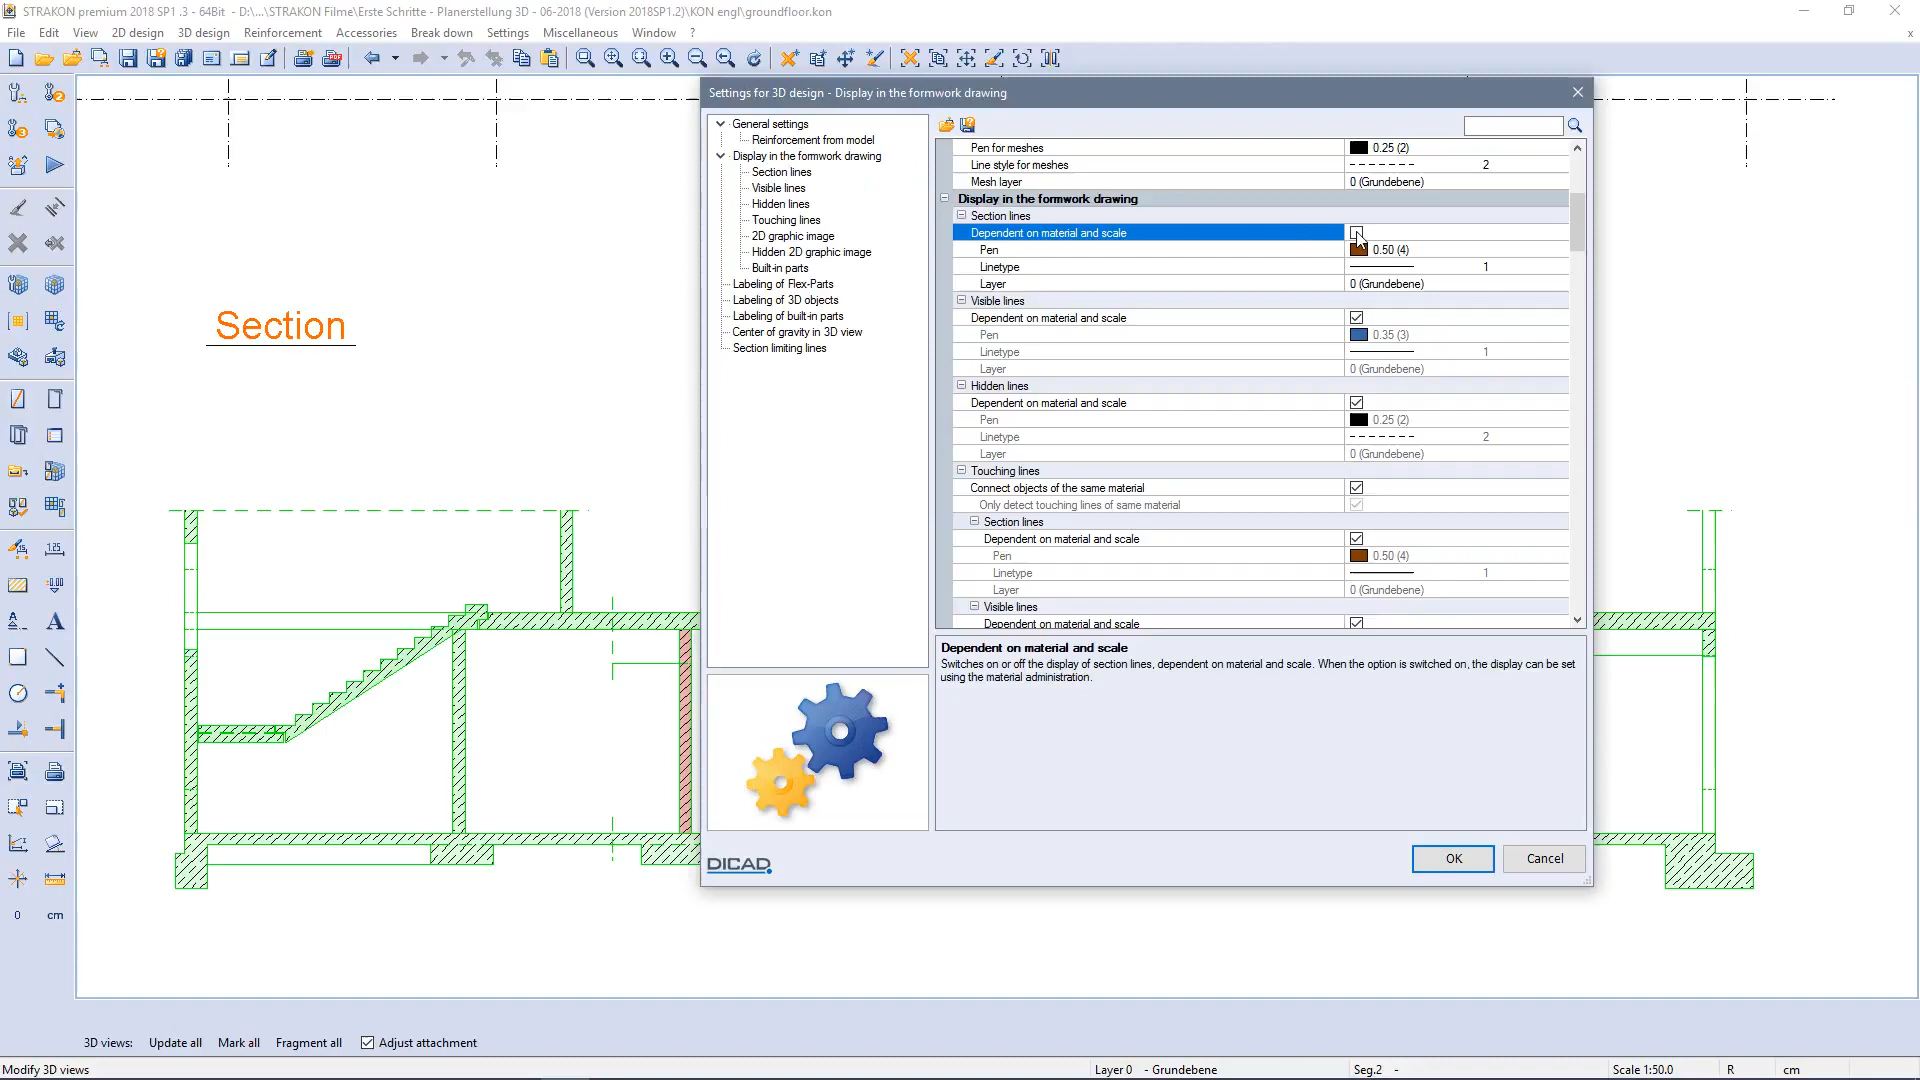 STRAKON premium 2018 SP1 .3 - 64Bit - D:\...\STRAKON Filme\Erste Schritte - Planerstellung 3D - 06-2018 (Version 2018SP1.2)\KON engl\groundfloor.kon
File Edit View 2D design 3D design Reinforcement Accessories Break down Settings Miscellaneous Window ?
Settings for 3D design - Display in the formwork drawing
General settings
Reinforcement from model
Display in the formwork drawing
Section lines
Visible lines
Hidden lines
Touching lines
2D graphic image
Hidden 2D graphic image
Built-in parts
Labeling of Flex-Parts
Labeling of 3D objects
Labeling of built-in parts
Center of gravity in 3D view
Section limiting lines
Pen for meshes 0.25 (2)
Line style for meshes 2
Mesh layer 0 (Grundebene)
Display in the formwork drawing
Section lines
Dependent on material and scale
Pen 0.50 (4)
Linetype 1
Layer 0 (Grundebene)
Visible lines
Dependent on material and scale
Pen 0.35 (3)
Linetype 1
Layer 0 (Grundebene)
Hidden lines
Dependent on material and scale
Pen 0.25 (2)
Linetype 2
Layer 0 (Grundebene)
Touching lines
Connect objects of the same material
Only detect touching lines of same material
Section lines
Dependent on material and scale
Pen 0.50 (4)
Linetype 1
Layer 0 (Grundebene)
Visible lines
Dependent on material and scale
Dependent on material and scale
Switches on or off the display of section lines, dependent on material and scale. When the option is switched on, the display can be set
using the material administration.
DICAD
OK Cancel
Section
0 cm
3D views: Update all Mark all Fragment all Adjust attachment
Modify 3D views Layer 0 - Grundebene Seg.2 - Scale 1:50.0 R cm